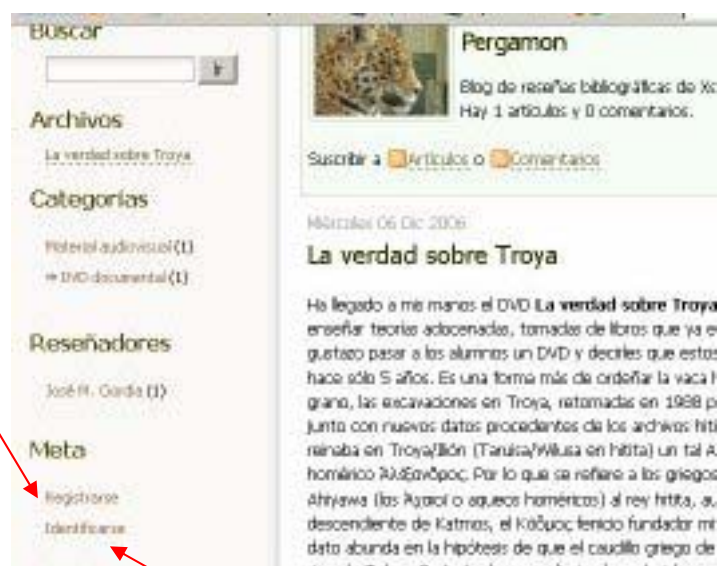 Buscar
Ir
Archivos
La verdad sobre Troya
Categorías
Material audiovisual (1)
⇒ DVD documental (1)
Reseñadores
José M. (1)
Meta
Registrarse
Identificarse
Pergamon
Blog de reseñas bibliográficas de
Hay 1 artículos y 0 comentarios.
Suscribir a Artículos o Comentarios
Miércoles 06 Dic 2006
La verdad sobre Troya
Ha llegado a mis manos el DVD La verdad sobre Troya
enseñar teorías adocenadas, tomadas de libros que ya
gustazo pasar a los alumnos un DVD y decirles que estos
hace sólo 5 años. Es una forma más de ordeñar la vaca
grano, las excavaciones en Troya, retomadas en 1988
junto con nuevos datos procedentes de los archivos
reinaba en Troya/Ilión (Taruisa/Wilusa en hitita) un tal A
homérico Ἀλέξανδρος. Por lo que se refiere a los griegos
Ahiyawa (los o aqueos homéricos) al rey hitita,
descendiente de Katmos, el Κάδμος fenicio fundador
dato abunda en la hipótesis de que el caudillo griego de